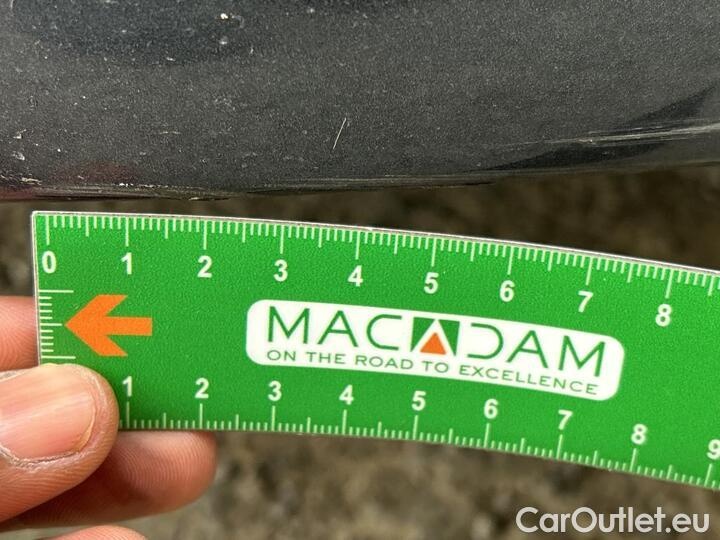 0 1 2 3 4 5 6 7 8
MACADAM
ON THE ROAD TO EXCELLENCE
1 2 3 4 5 6 7 8 9
CarOutlet.eu